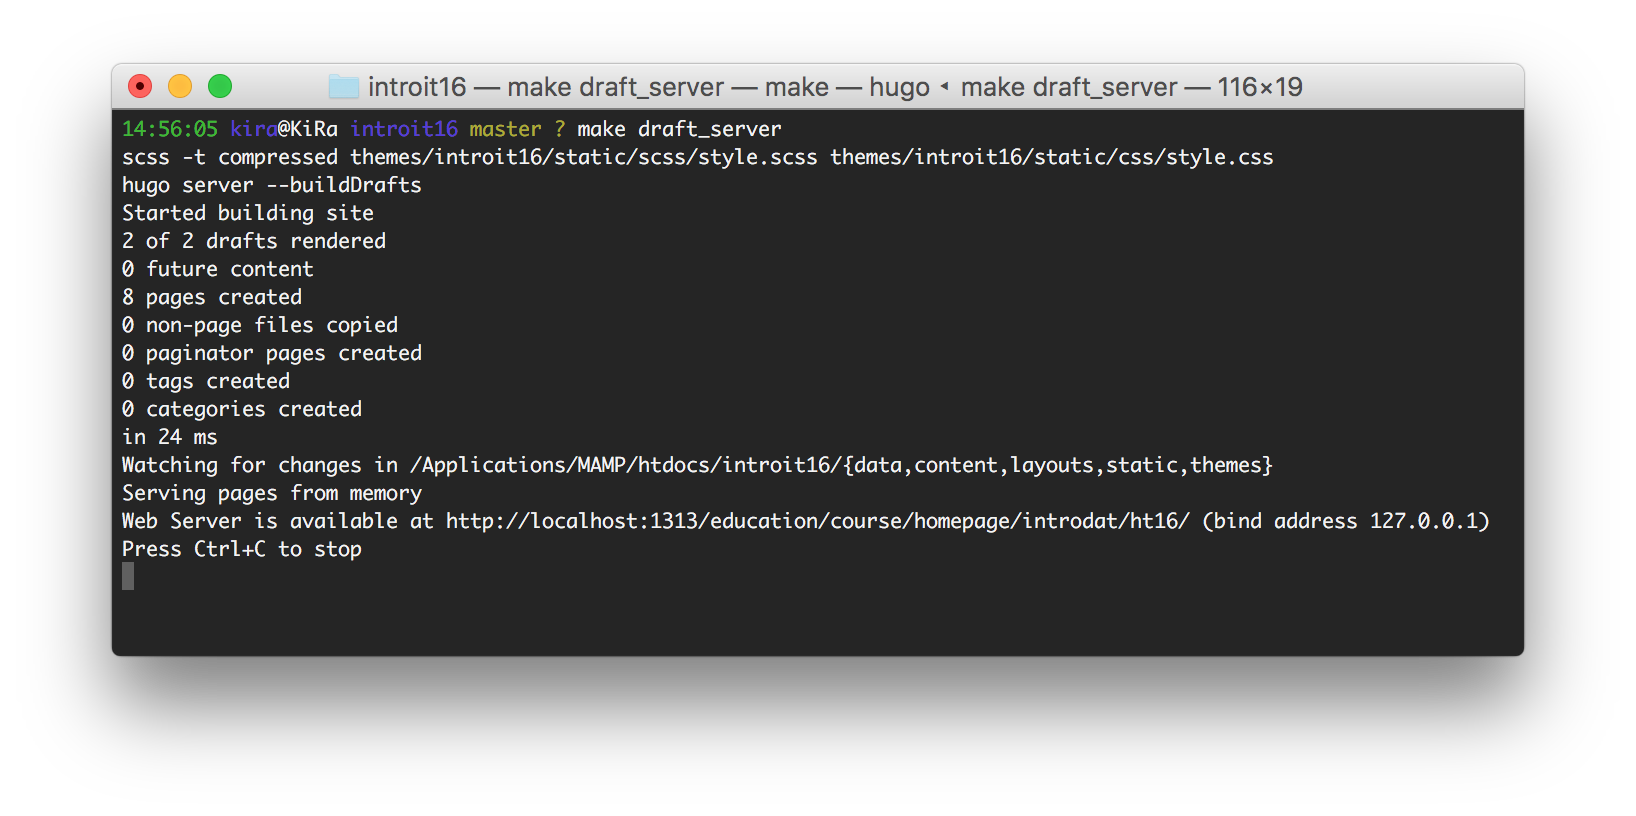 introit16 — make draft_server — make — hugo ◂ make draft_server — 116×19
14:56:05 kira@KiRa introit16 master ? make draft_server
scss -t compressed themes/introit16/static/scss/style.scss themes/introit16/static/css/style.css
hugo server --buildDrafts
Started building site
2 of 2 drafts rendered
0 future content
8 pages created
0 non-page files copied
0 paginator pages created
0 tags created
0 categories created
in 24 ms
Watching for changes in /Applications/MAMP/htdocs/introit16/{data,content,layouts,static,themes}
Serving pages from memory
Web Server is available at http://localhost:1313/education/course/homepage/introdat/ht16/ (bind address 127.0.0.1)
Press Ctrl+C to stop